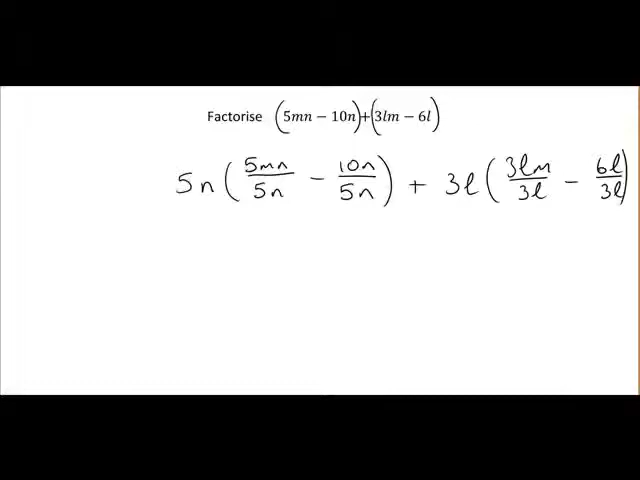 Factorise (5mn − 10n)+(3lm − 6l)
5n(5mn/5n − 10n/5n) + 3l(3lm/3l − 6l/3l)